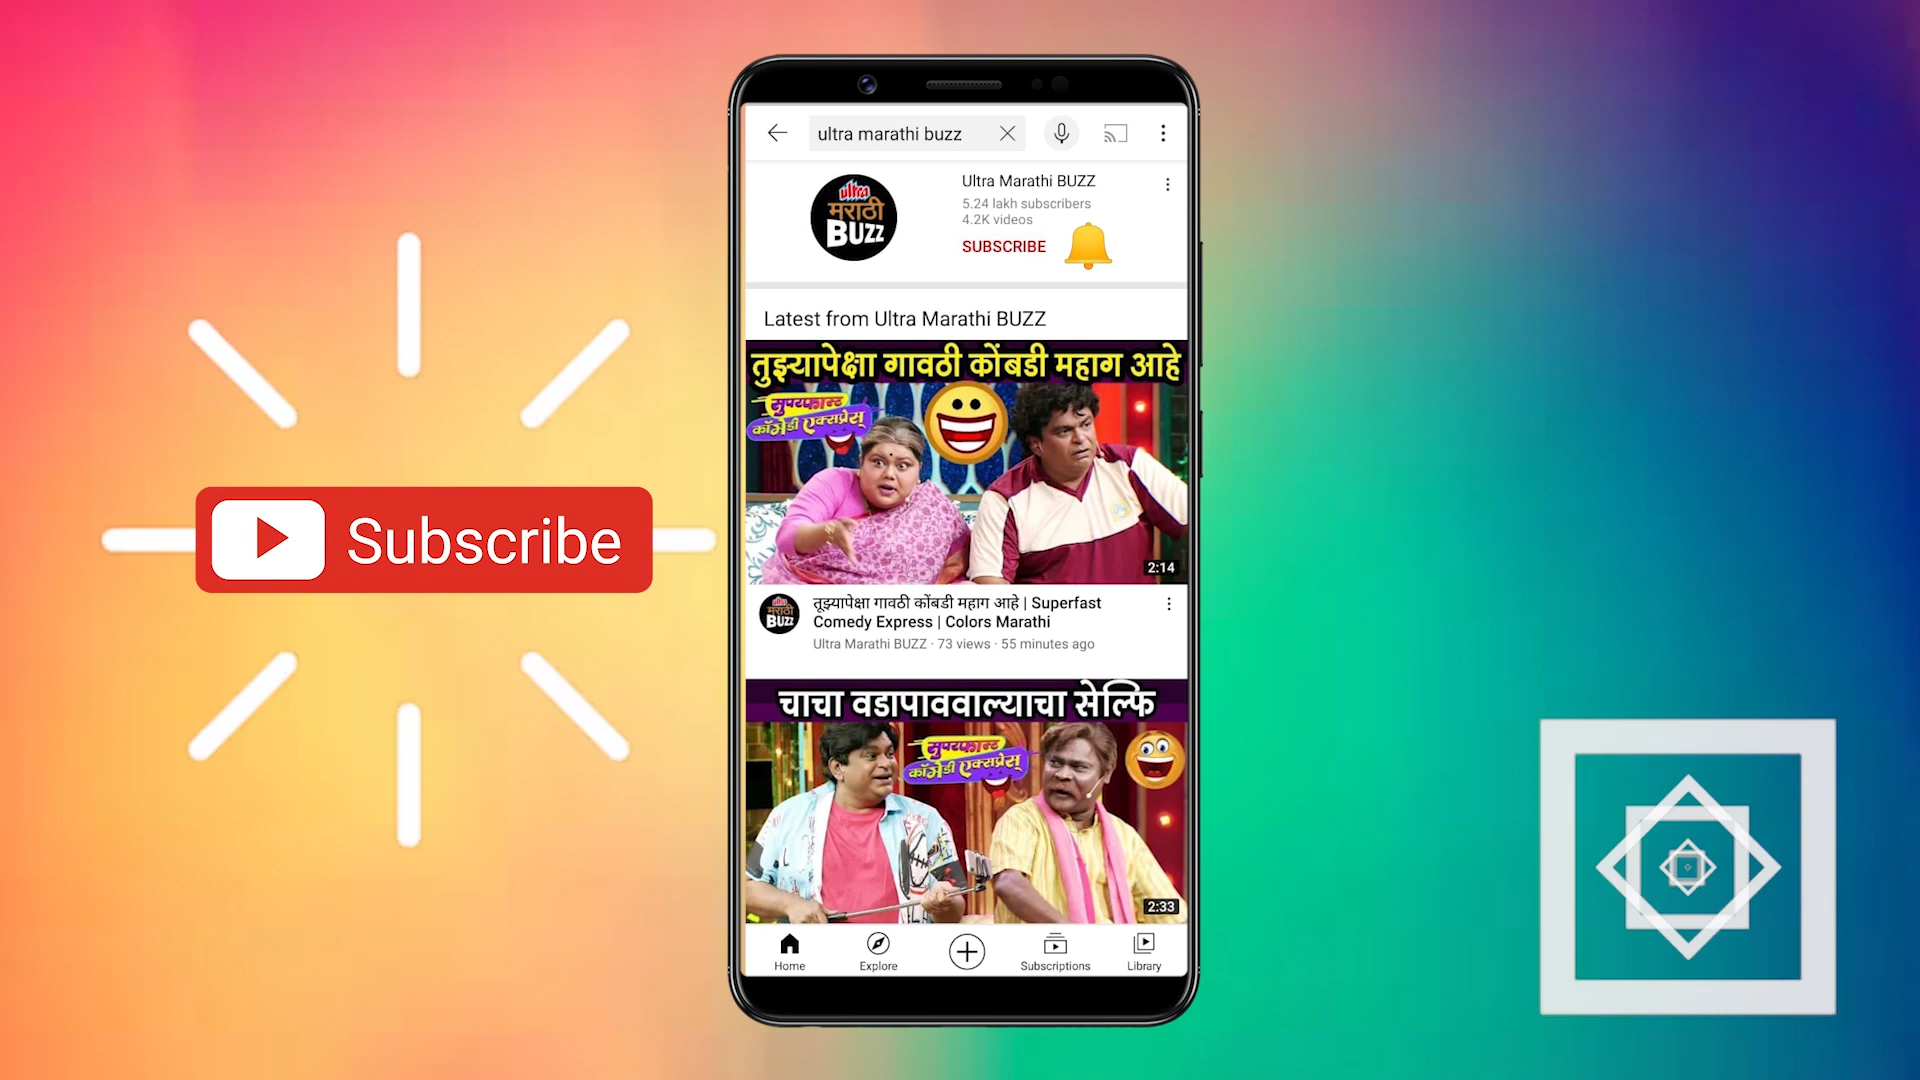 ultra marathi buzz
ultra
मराठी
BUZZ
Ultra Marathi BUZZ
5.24 lakh subscribers
4.2K videos
SUBSCRIBE
Latest from Ultra Marathi BUZZ
तुझ्यापेक्षा गावठी कोंबडी महाग आहे
सुपरफास्ट
कॉमेडी एक्सप्रेस्
2:14
Subscribe
ultra
मराठी
BUZZ
तूझ्यापेक्षा गावठी कोंबडी महाग आहे | Superfast
Comedy Express | Colors Marathi
Ultra Marathi BUZZ · 73 views · 55 minutes ago
चाचा वडापाववाल्याचा सेल्फि
सुपरफास्ट
कॉमेडी एक्सप्रेस्
2:33
Home
Explore
Subscriptions
Library